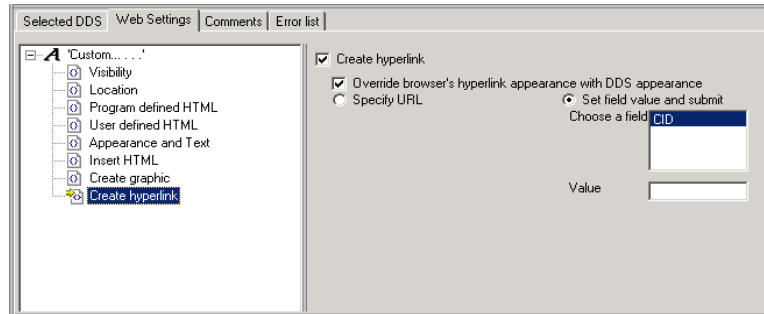 Selected DDS Web Settings Comments Error list
'Custom... . . .'
Visibility
Location
Program defined HTML
User defined HTML
Appearance and Text
Insert HTML
Create graphic
Create hyperlink
Create hyperlink
Override browser's hyperlink appearance with DDS appearance
Specify URL Set field value and submit
Choose a field CID
Value